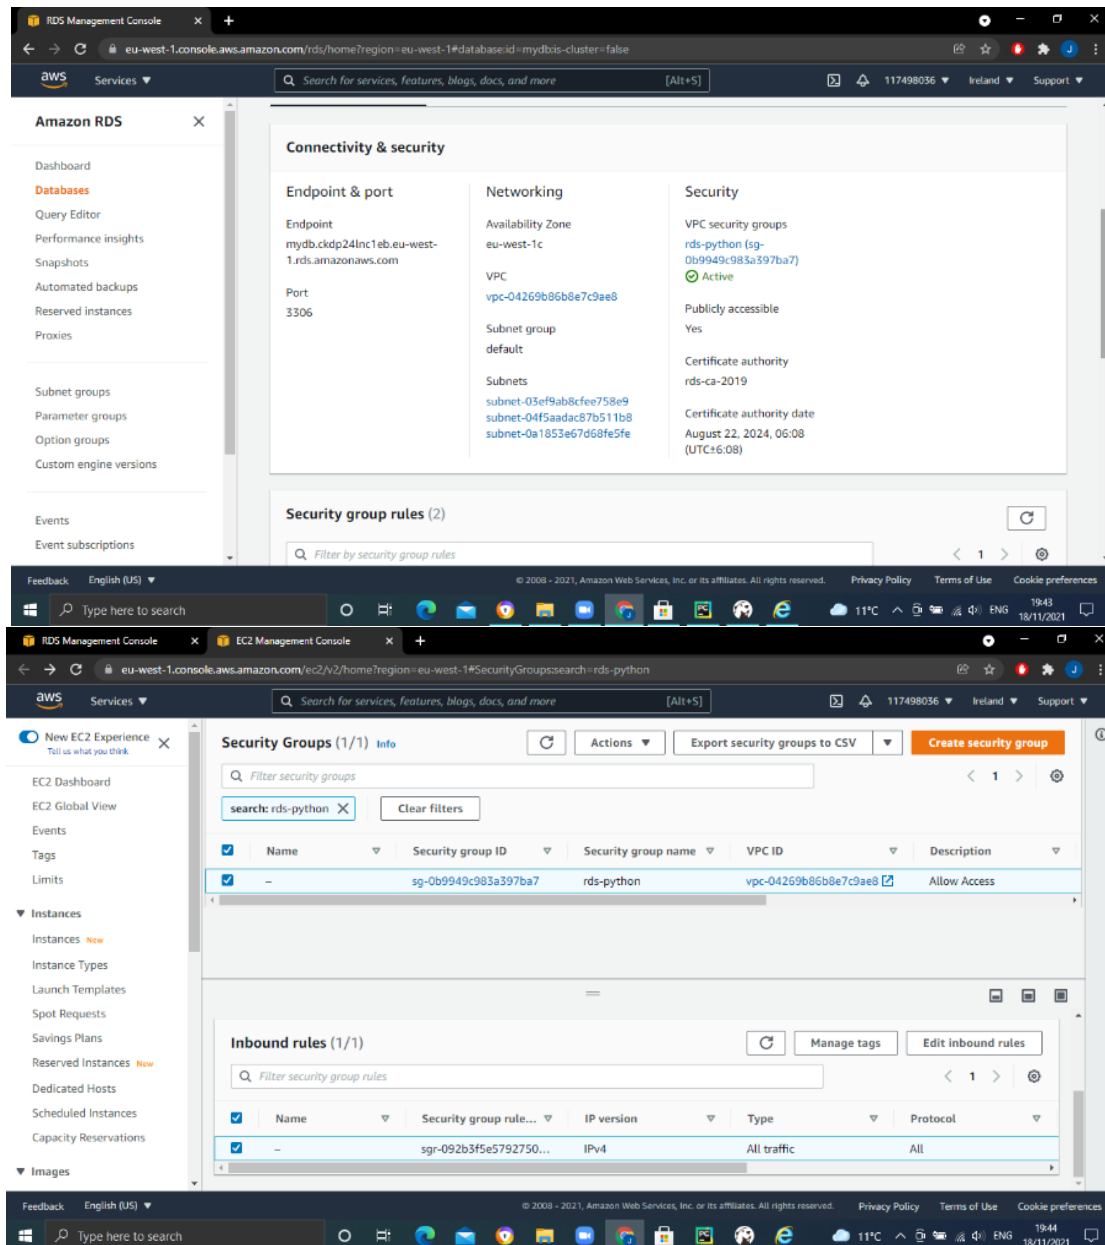 RDS Management Console
eu-west-1.console.aws.amazon.com/rds/home?region=eu-west-1#database:id=mydb;is-cluster=false
aws Services ▼ Search for services, features, blogs, docs, and more [Alt+S] 117498036 ▼ Ireland ▼ Support ▼
Amazon RDS
Dashboard
Databases
Query Editor
Performance insights
Snapshots
Automated backups
Reserved instances
Proxies
Subnet groups
Parameter groups
Option groups
Custom engine versions
Events
Event subscriptions
Connectivity & security
Endpoint & port
Endpoint
mydb.ckdp24lnc1eb.eu-west-
1.rds.amazonaws.com
Port
3306
Networking
Availability Zone
eu-west-1c
VPC
vpc-04269b86b8e7c9ae8
Subnet group
default
Subnets
subnet-03ef9ab8cfee758e9
subnet-04f5aadac87b511b8
subnet-0a1853e67d68fe5fe
Security
VPC security groups
rds-python (sg-
0b9949c983a397ba7)
Active
Publicly accessible
Yes
Certificate authority
rds-ca-2019
Certificate authority date
August 22, 2024, 06:08
(UTC±6:08)
Security group rules (2)
Filter by security group rules
1
Feedback English (US) ▼ © 2008 - 2021, Amazon Web Services, Inc. or its affiliates. All rights reserved. Privacy Policy Terms of Use Cookie preferences
Type here to search 11°C ENG 19:43
18/11/2021
RDS Management Console EC2 Management Console
eu-west-1.console.aws.amazon.com/ec2/v2/home?region=eu-west-1#SecurityGroups:search=rds-python
aws Services ▼ Search for services, features, blogs, docs, and more [Alt+S] 117498036 ▼ Ireland ▼ Support ▼
New EC2 Experience
Tell us what you think
EC2 Dashboard
EC2 Global View
Events
Tags
Limits
Instances
Instances New
Instance Types
Launch Templates
Spot Requests
Savings Plans
Reserved Instances New
Dedicated Hosts
Scheduled Instances
Capacity Reservations
Images
Security Groups (1/1) Info
Actions ▼ Export security groups to CSV ▼ Create security group
Filter security groups
1
search: rds-python Clear filters
Name Security group ID Security group name VPC ID Description
– sg-0b9949c983a397ba7 rds-python vpc-04269b86b8e7c9ae8 Allow Access
Inbound rules (1/1)
Manage tags Edit inbound rules
Filter security group rules
1
Name Security group rule... IP version Type Protocol
– sgr-092b3f5e5792750... IPv4 All traffic All
Feedback English (US) ▼ © 2008 - 2021, Amazon Web Services, Inc. or its affiliates. All rights reserved. Privacy Policy Terms of Use Cookie preferences
Type here to search 11°C ENG 19:44
18/11/2021